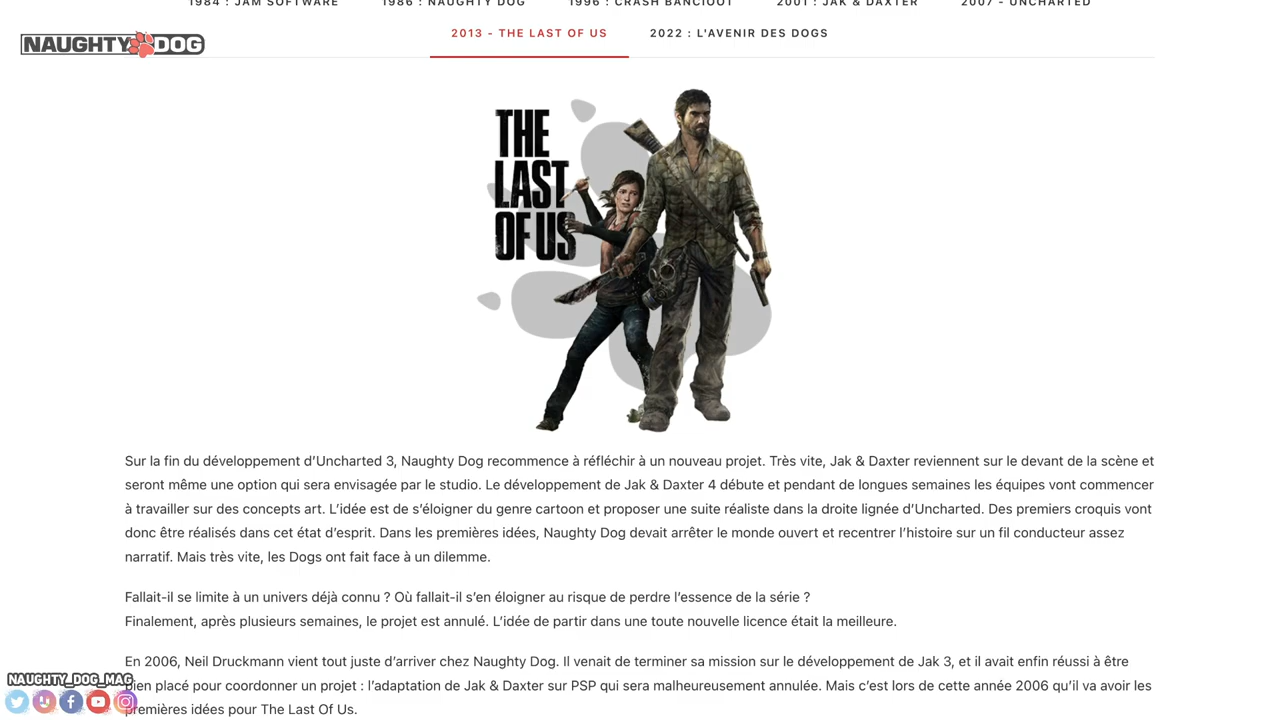 1984 : JAM SOFTWARE 1986 : NAUGHTY DOG 1996 : CRASH BANCIOOT 2001 : JAK & DAXTER 2007 - UNCHARTED
NAUGHTY DOG 2013 - THE LAST OF US 2022 : L'AVENIR DES DOGS
THE
LAST
OF US
Sur la fin du développement d’Uncharted 3, Naughty Dog recommence à réfléchir à un nouveau projet. Très vite, Jak & Daxter reviennent sur le devant de la scène et
seront même une option qui sera envisagée par le studio. Le développement de Jak & Daxter 4 débute et pendant de longues semaines les équipes vont commencer
à travailler sur des concepts art. L’idée est de s’éloigner du genre cartoon et proposer une suite réaliste dans la droite lignée d’Uncharted. Des premiers croquis vont
donc être réalisés dans cet état d’esprit. Dans les premières idées, Naughty Dog devait arrêter le monde ouvert et recentrer l’histoire sur un fil conducteur assez
narratif. Mais très vite, les Dogs ont fait face à un dilemme.
Fallait-il se limite à un univers déjà connu ? Où fallait-il s’en éloigner au risque de perdre l’essence de la série ?
Finalement, après plusieurs semaines, le projet est annulé. L’idée de partir dans une toute nouvelle licence était la meilleure.
En 2006, Neil Druckmann vient tout juste d’arriver chez Naughty Dog. Il venait de terminer sa mission sur le développement de Jak 3, et il avait enfin réussi à être
NAUGHTY_DOG_MAG
bien placé pour coordonner un projet : l’adaptation de Jak & Daxter sur PSP qui sera malheureusement annulée. Mais c’est lors de cette année 2006 qu’il va avoir les
premières idées pour The Last Of Us.